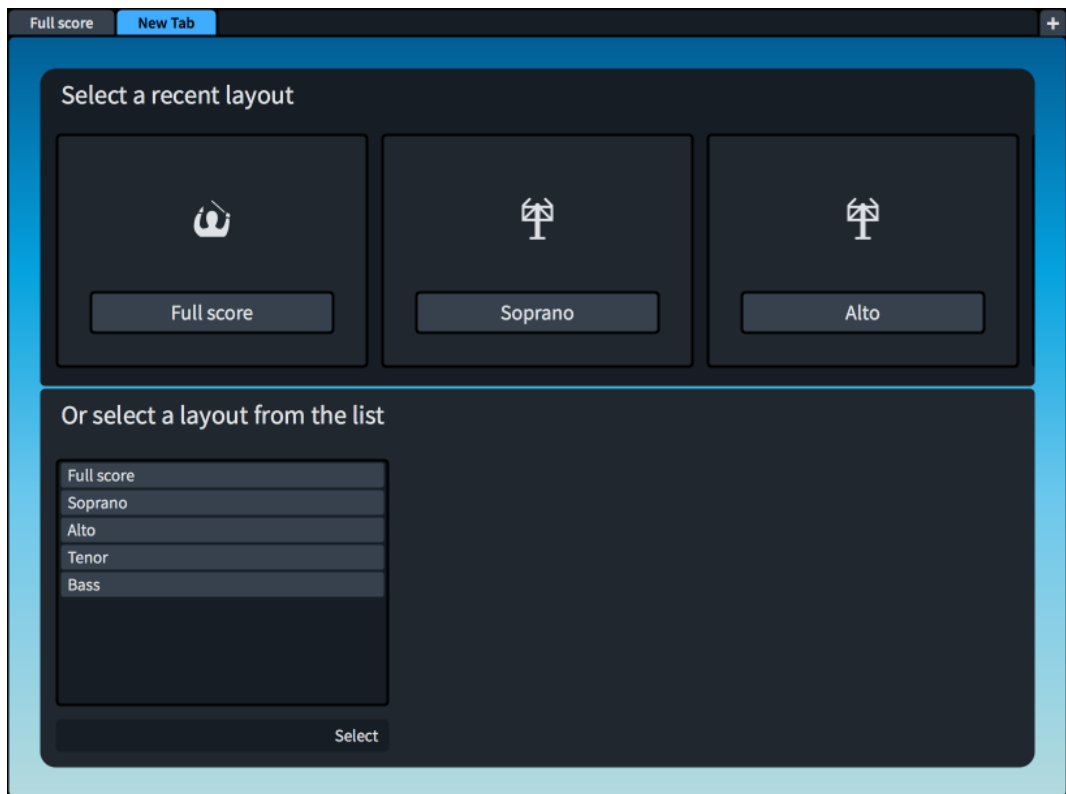 Full score New Tab +
Select a recent layout
Full score Soprano Alto
Or select a layout from the list
Full score
Soprano
Alto
Tenor
Bass
Select